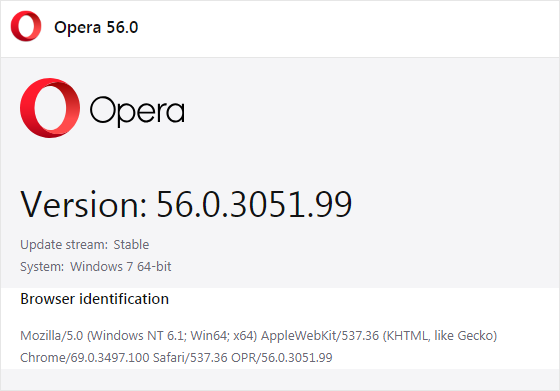 Opera 56.0
Opera
Version: 56.0.3051.99
Update stream: Stable
System: Windows 7 64-bit
Browser identification
Mozilla/5.0 (Windows NT 6.1; Win64; x64) AppleWebKit/537.36 (KHTML, like Gecko)
Chrome/69.0.3497.100 Safari/537.36 OPR/56.0.3051.99